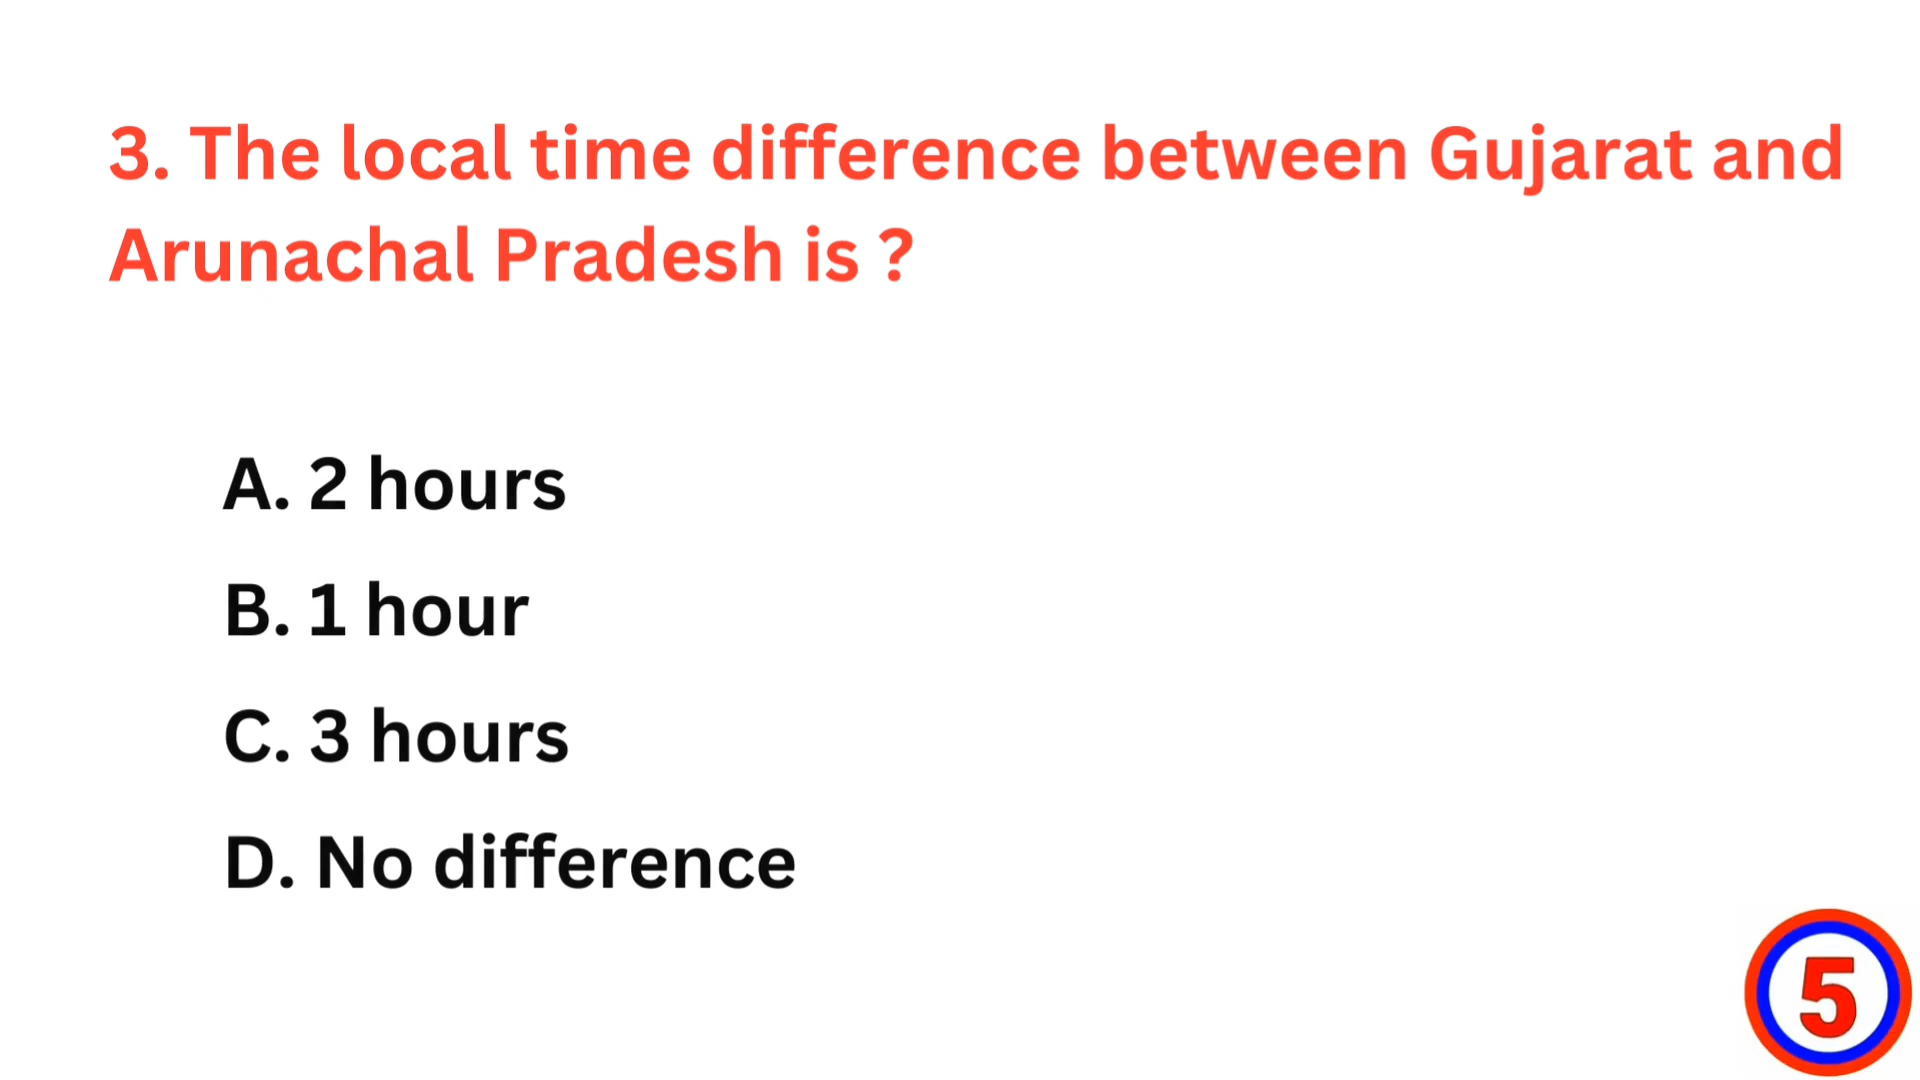 3. The local time difference between Gujarat and
Arunachal Pradesh is ?
A. 2 hours
B. 1 hour
C. 3 hours
D. No difference
5